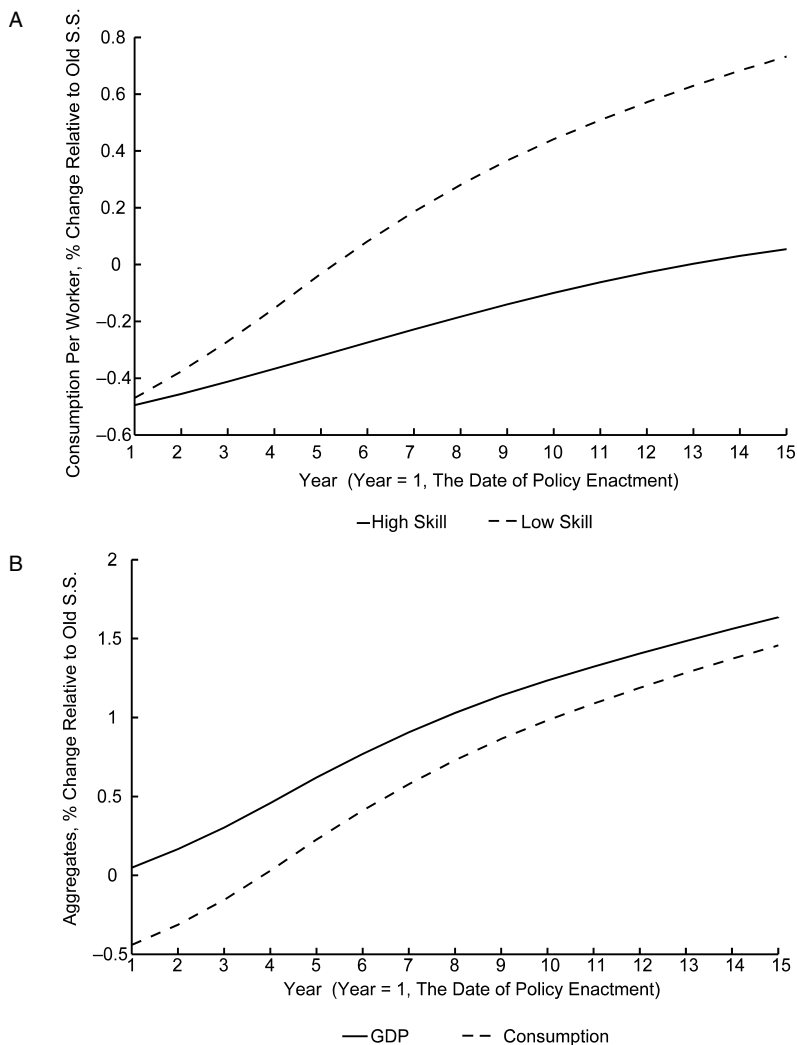 A
Consumption Per Worker, % Change Relative to Old S.S.
0.8
0.6
0.4
0.2
0
–0.2
–0.4
–0.6
1 2 3 4 5 6 7 8 9 10 11 12 13 14 15
Year (Year = 1, The Date of Policy Enactment)
High Skill Low Skill
B
Aggregates, % Change Relative to Old S.S.
2
1.5
1
0.5
0
–0.5
1 2 3 4 5 6 7 8 9 10 11 12 13 14 15
Year (Year = 1, The Date of Policy Enactment)
GDP Consumption